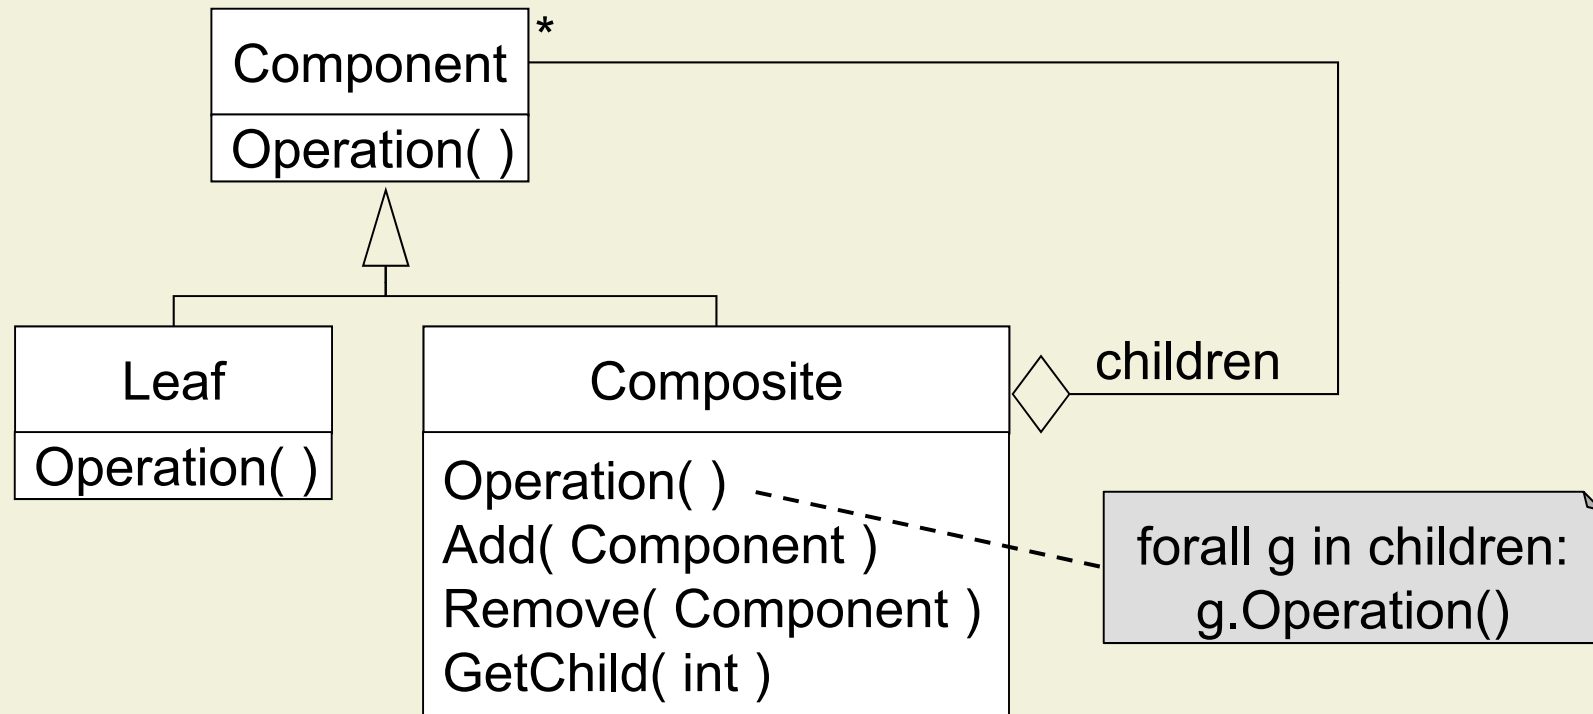 *
Component
Operation( )
Leaf
Operation( )
Composite
children
Operation( )
Add( Component )
Remove( Component )
GetChild( int )
forall g in children:
g.Operation()